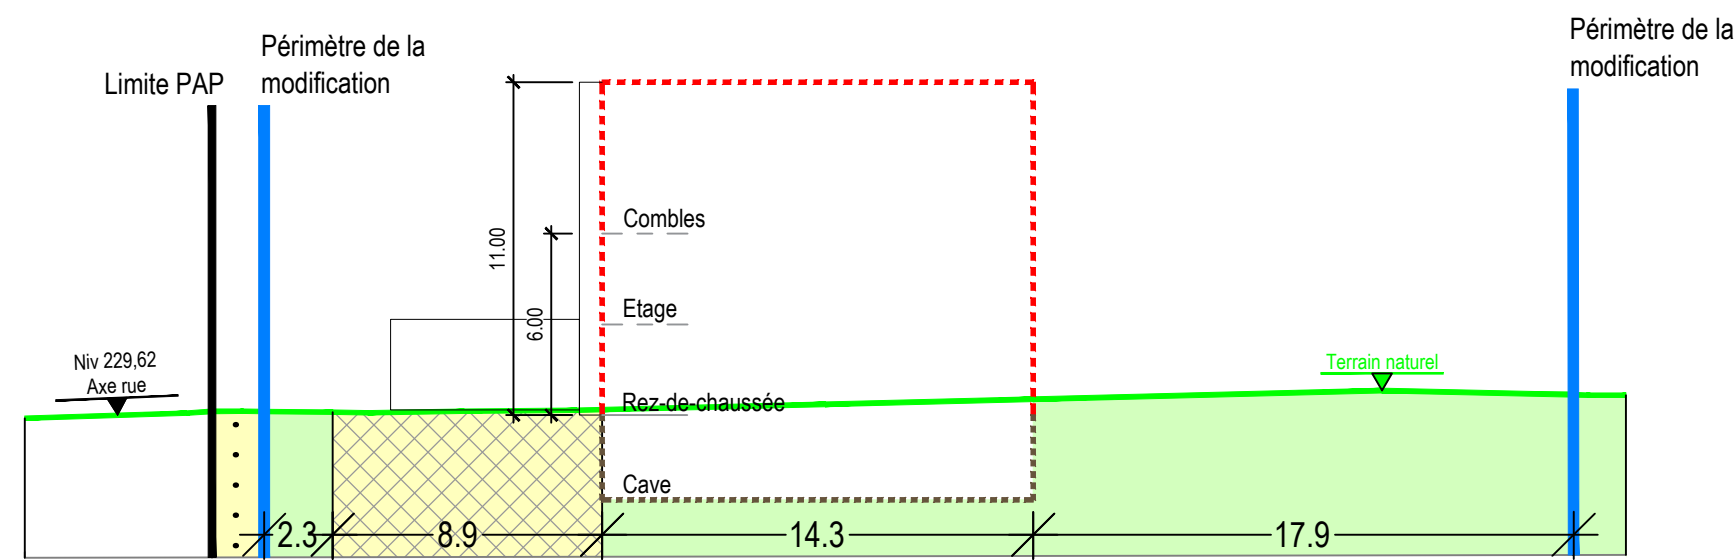 Périmètre de la
modification
Limite PAP
Périmètre de la
modification
11.00
6.00
Combles
Etage
Rez-de-chaussée
Cave
Niv 229,62
Axe rue
Terrain naturel
2.3
8.9
14.3
17.9